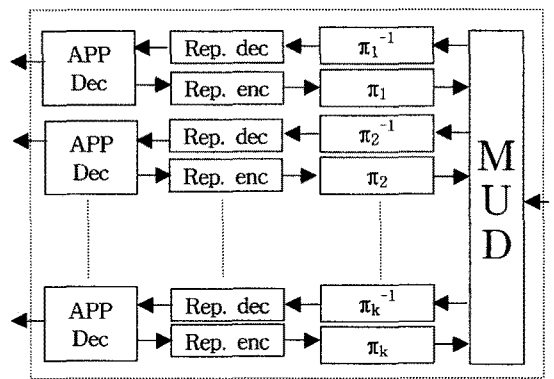 APP Dec
Rep. dec
π₁⁻¹
Rep. enc
π₁
APP Dec
Rep. dec
π₂⁻¹
Rep. enc
π₂
APP Dec
Rep. dec
πₖ⁻¹
Rep. enc
πₖ
MUD